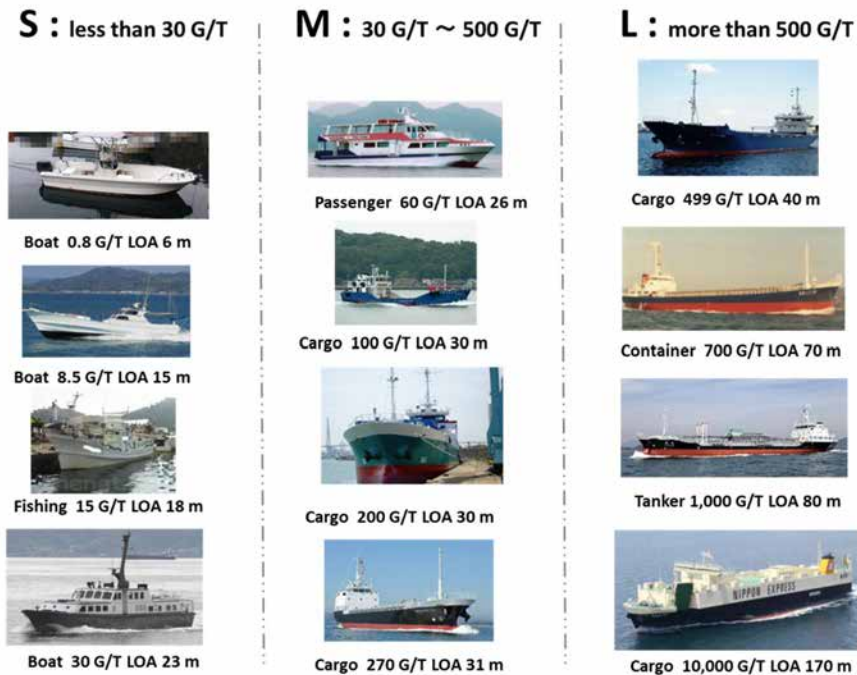 S : less than 30 G/T
Boat 0.8 G/T LOA 6 m
Boat 8.5 G/T LOA 15 m
Fishing 15 G/T LOA 18 m
Boat 30 G/T LOA 23 m
M : 30 G/T ～ 500 G/T
Passenger 60 G/T LOA 26 m
Cargo 100 G/T LOA 30 m
Cargo 200 G/T LOA 30 m
Cargo 270 G/T LOA 31 m
L : more than 500 G/T
Cargo 499 G/T LOA 40 m
Container 700 G/T LOA 70 m
Tanker 1,000 G/T LOA 80 m
NIPPON EXPRESS
Cargo 10,000 G/T LOA 170 m